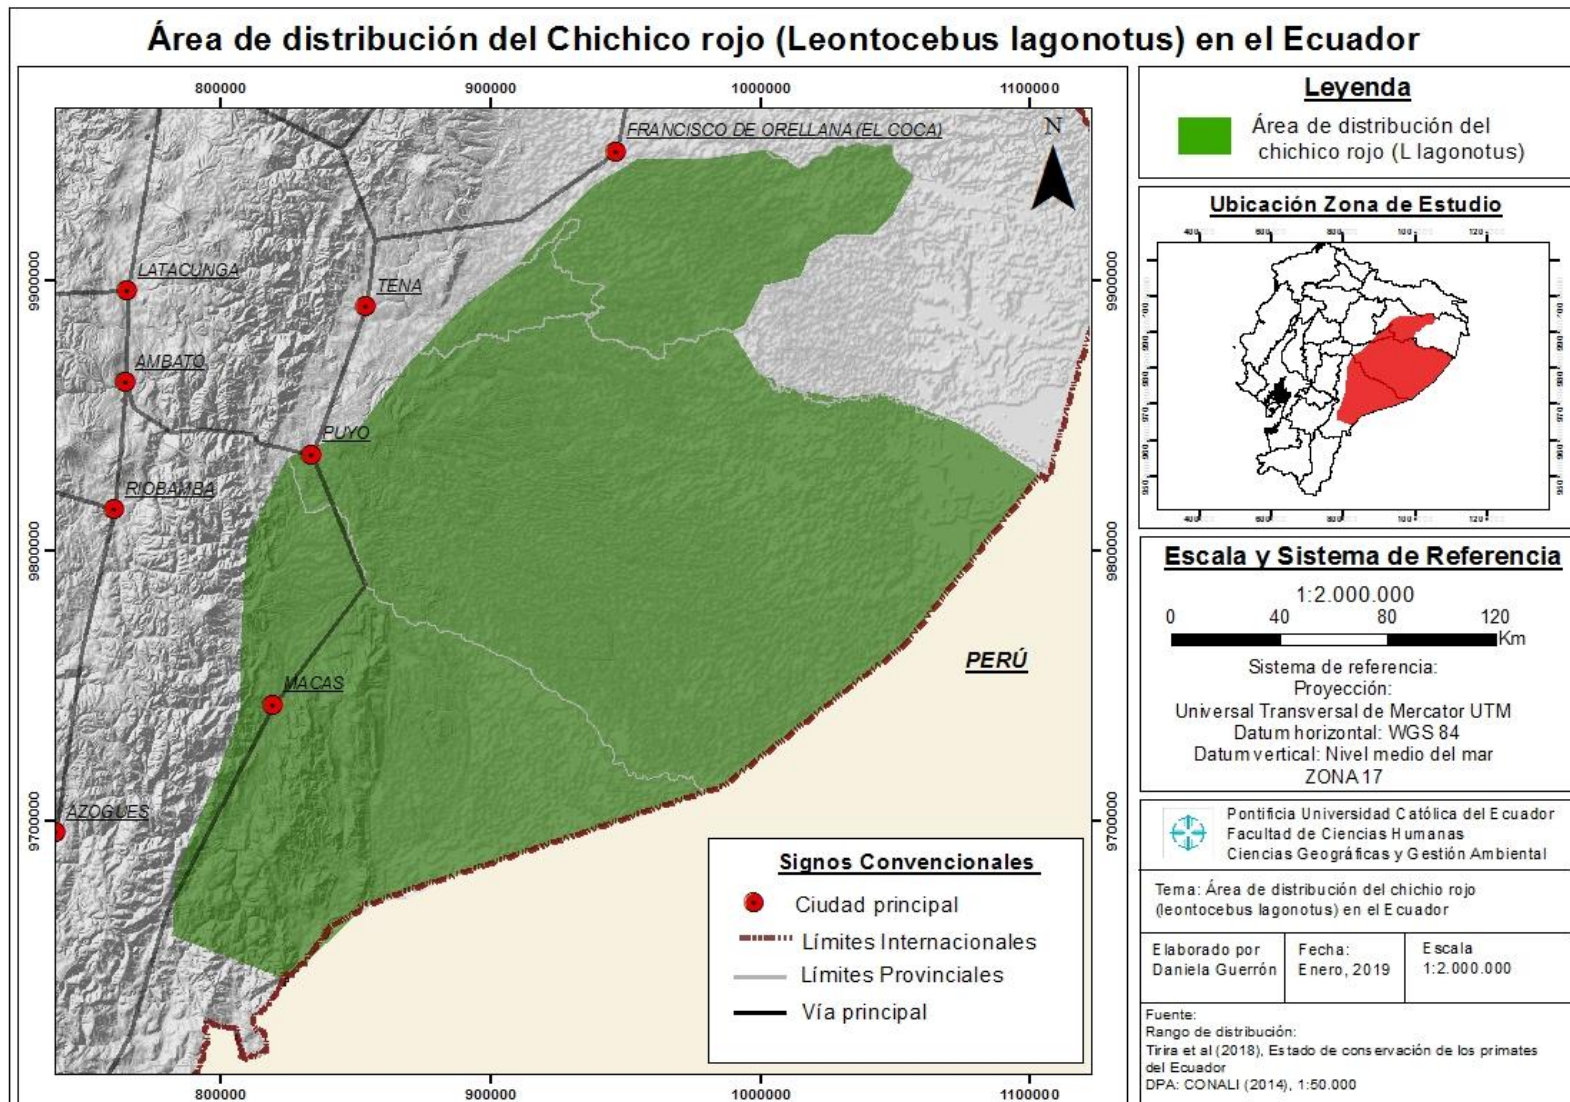 Área de distribución del Chichico rojo (Leontocebus lagonotus) en el Ecuador
800000
900000
1000000
1100000
FRANCISCO DE ORELLANA (EL COCA)
N
LATACUNGA
TENA
9900000
9900000
AMBATO
PUYO
RIOBAMBA
9800000
9800000
PERÚ
MACAS
AZOGUES
9700000
9700000
Signos Convencionales
Ciudad principal
Límites Internacionales
Límites Provinciales
Vía principal
800000
900000
1000000
1100000
Leyenda
Área de distribución del
chichico rojo (L lagonotus)
Ubicación Zona de Estudio
Escala y Sistema de Referencia
1:2.000.000
0 40 80 120
Km
Sistema de referencia:
Proyección:
Universal Transversal de Mercator UTM
Datum horizontal: WGS 84
Datum vertical: Nivel medio del mar
ZONA 17
Pontificia Universidad Católica del Ecuador
Facultad de Ciencias Humanas
Ciencias Geográficas y Gestión Ambiental
Tema: Área de distribución del chichio rojo
(leontocebus lagonotus) en el Ecuador
Elaborado por
Daniela Guerrón
Fecha:
Enero, 2019
Escala
1:2.000.000
Fuente:
Rango de distribución:
Tirira et al (2018), Estado de conservación de los primates
del Ecuador
DPA: CONALI (2014), 1:50.000